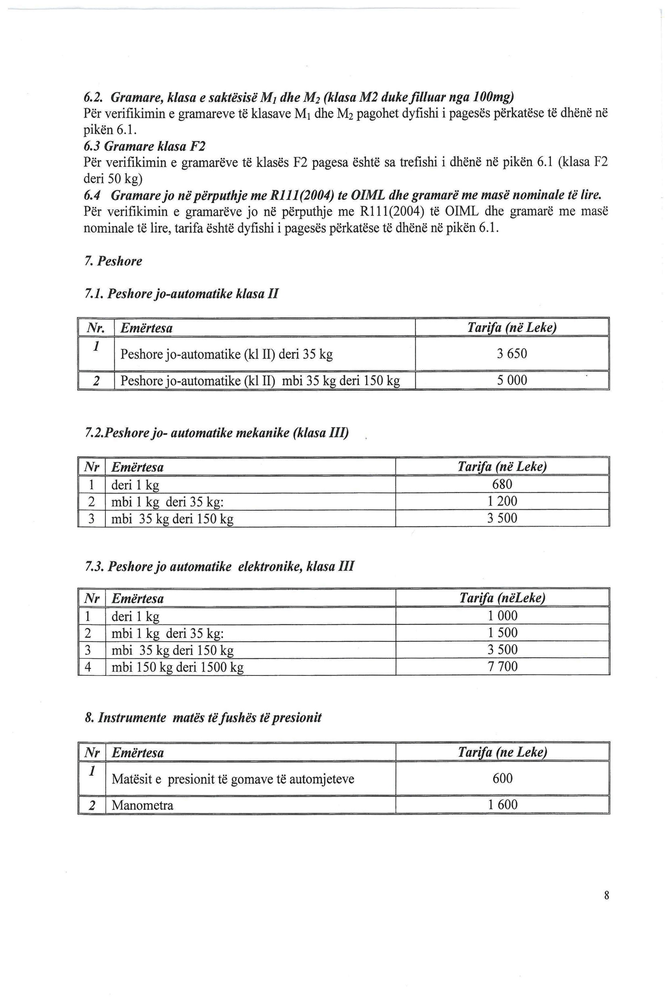 6.2. Gramare, klasa e saktësisë M1 dhe M2 (klasa M2 duke filluar nga 100mg)
Për verifikimin e gramareve të klasave M1 dhe M2 pagohet dyfishi i pagesës përkatëse të dhënë në
pikën 6.1.
6.3 Gramare klasa F2
Për verifikimin e gramarëve të klasës F2 pagesa është sa trefishi i dhënë në pikën 6.1 (klasa F2
deri 50 kg)
6.4 Gramare jo në përputhje me R111(2004) te OIML dhe gramarë me masë nominale të lire.
Për verifikimin e gramarëve jo në përputhje me R111(2004) të OIML dhe gramarë me masë
nominale të lire, tarifa është dyfishi i pagesës përkatëse të dhënë në pikën 6.1.
7. Peshore
7.1. Peshore jo-automatike klasa II
Nr. Emërtesa Tarifa (në Leke)
1 Peshore jo-automatike (kl II) deri 35 kg 3 650
2 Peshore jo-automatike (kl II) mbi 35 kg deri 150 kg 5 000
7.2.Peshore jo- automatike mekanike (klasa III)
Nr Emërtesa Tarifa (në Leke)
1 deri 1 kg 680
2 mbi 1 kg deri 35 kg: 1 200
3 mbi 35 kg deri 150 kg 3 500
7.3. Peshore jo automatike elektronike, klasa III
Nr Emërtesa Tarifa (nëLeke)
1 deri 1 kg 1 000
2 mbi 1 kg deri 35 kg: 1 500
3 mbi 35 kg deri 150 kg 3 500
4 mbi 150 kg deri 1500 kg 7 700
8. Instrumente matës të fushës të presionit
Nr Emërtesa Tarifa (ne Leke)
1 Matësit e presionit të gomave të automjeteve 600
2 Manometra 1 600
8